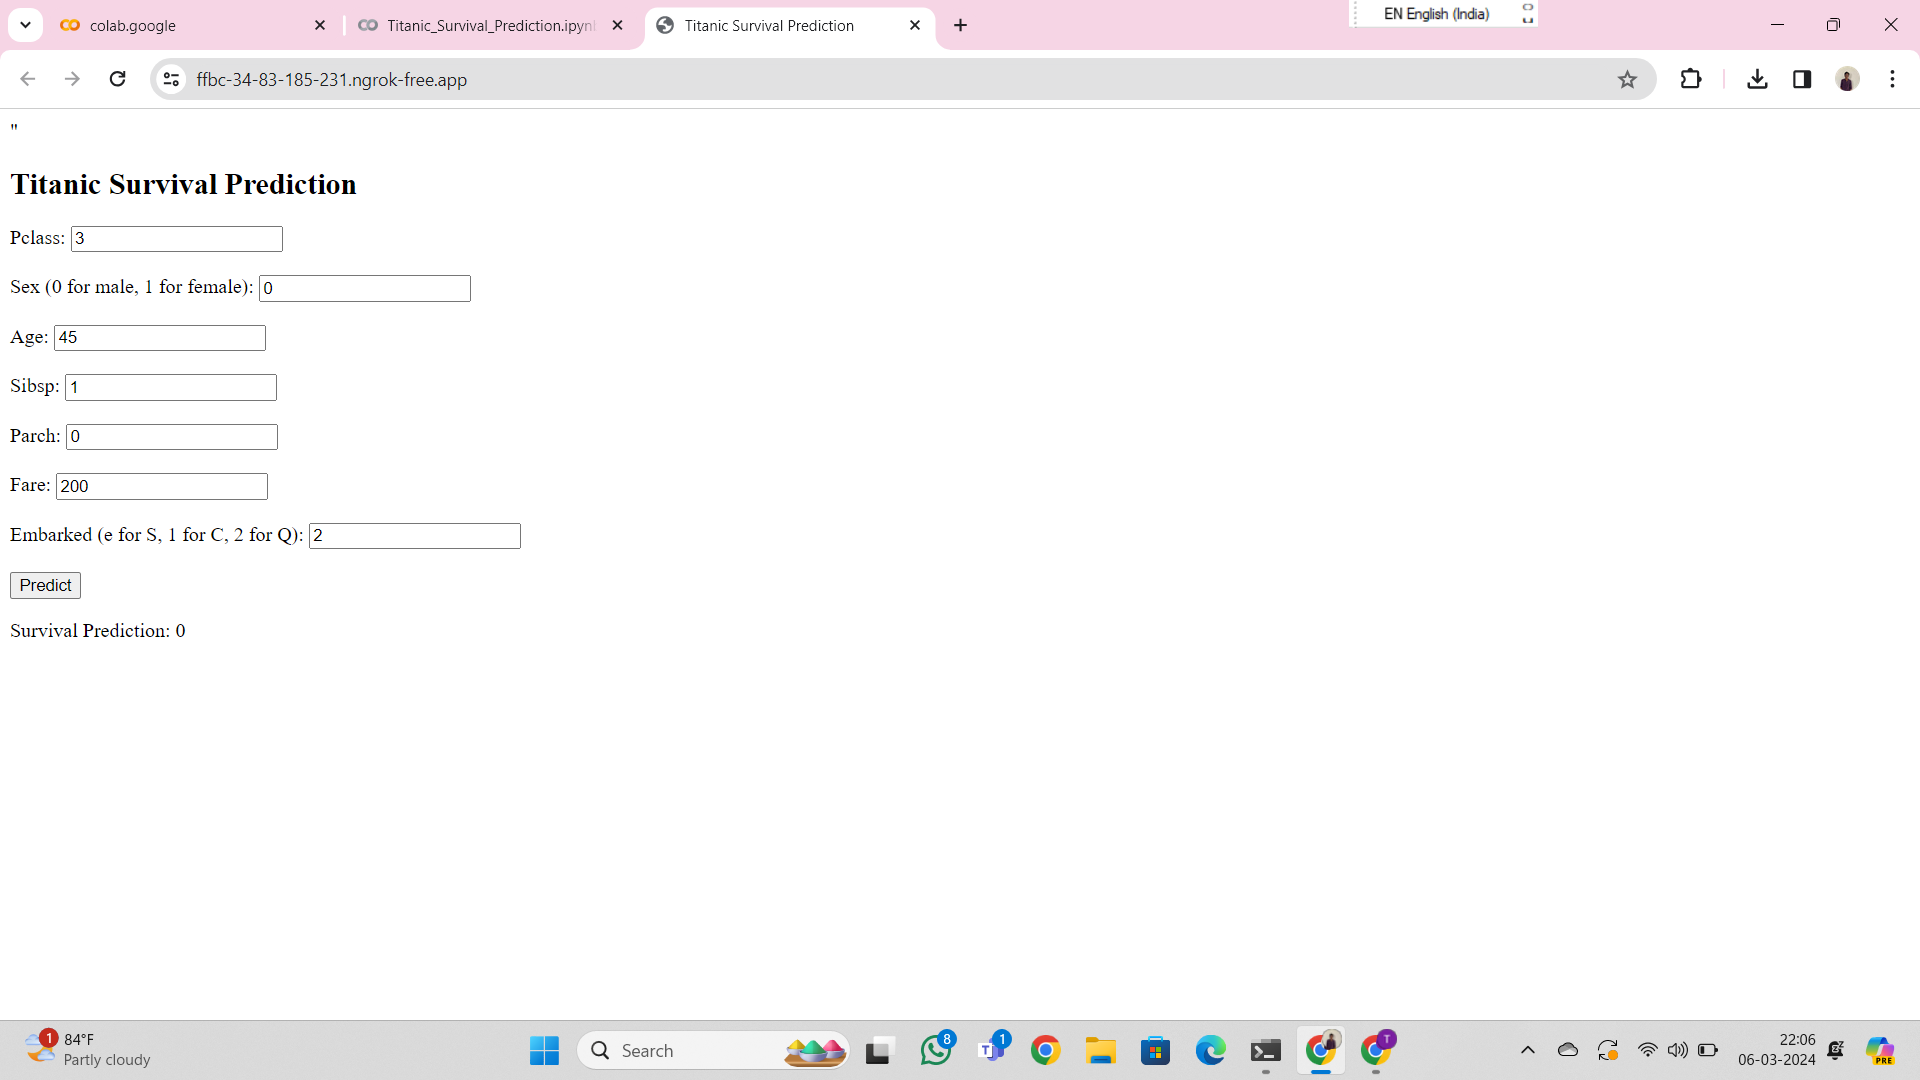 colab.google
Titanic_Survival_Prediction.ipyn
Titanic Survival Prediction
EN English (India)
ffbc-34-83-185-231.ngrok-free.app
"
Titanic Survival Prediction
Pclass: 3
Sex (0 for male, 1 for female): 0
Age: 45
Sibsp: 1
Parch: 0
Fare: 200
Embarked (e for S, 1 for C, 2 for Q): 2
Predict
Survival Prediction: 0
1
84°F
Partly cloudy
Search
8
1
T
T
22:06
06-03-2024
PRE